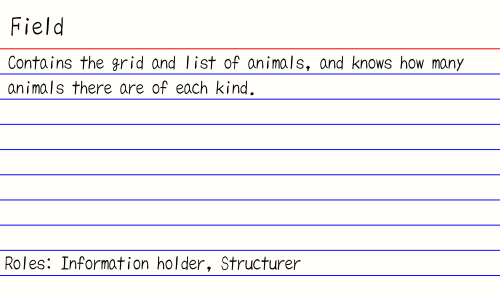 Field
Contains the grid and list of animals, and knows how many
animals there are of each kind.
Roles: Information holder, Structurer